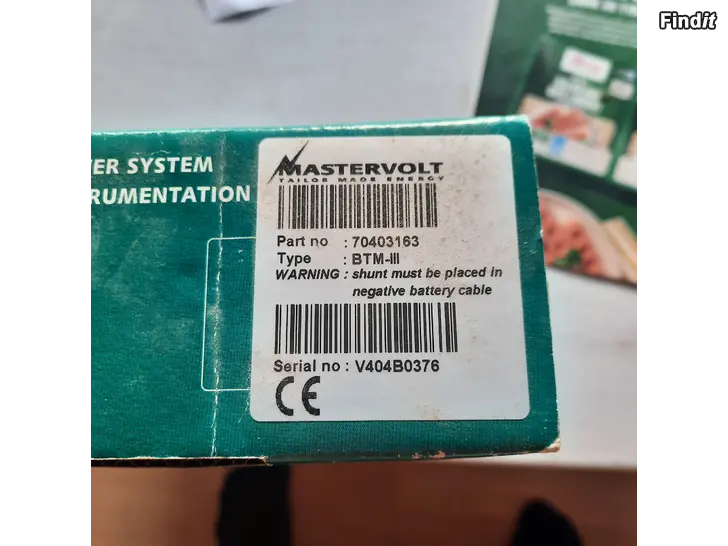 Findit
ER SYSTEM
RUMENTATION
MASTERVOLT
TAILOR MADE ENERGY
Part no : 70403163
Type : BTM-III
WARNING : shunt must be placed in
negative battery cable
Serial no : V404B0376
CE